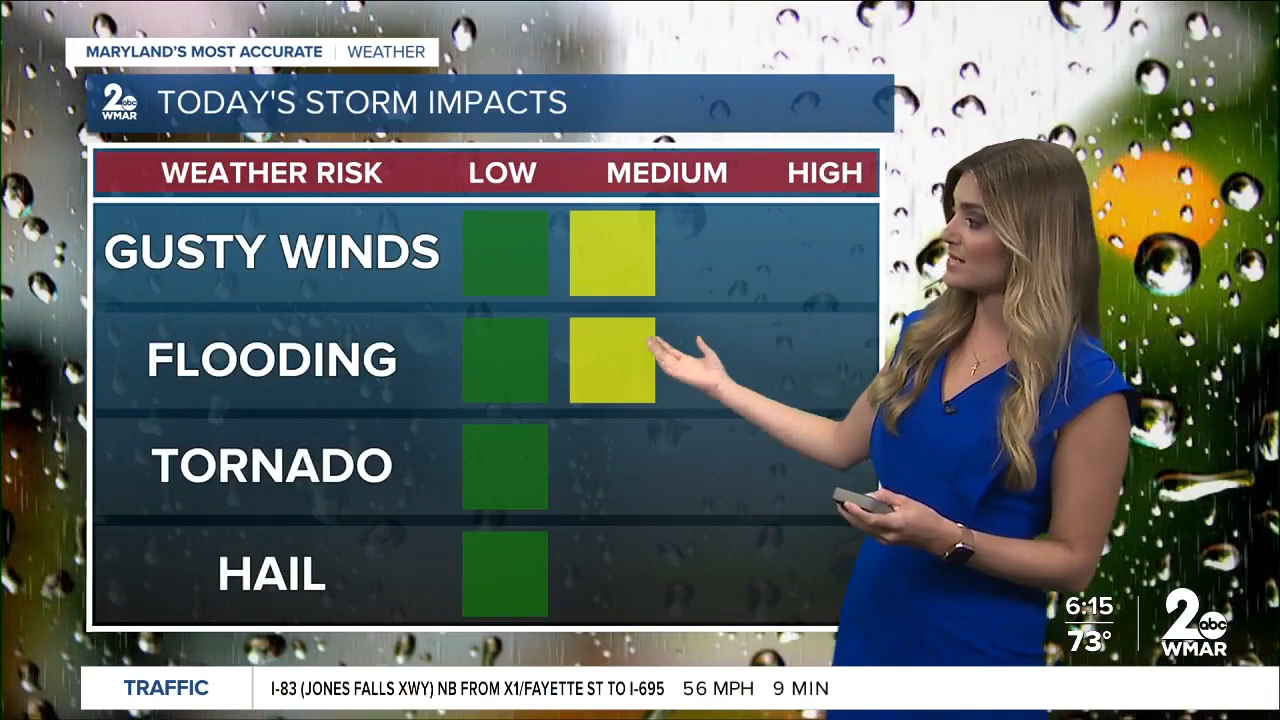 MARYLAND'S MOST ACCURATE | WEATHER
2 abc WMAR TODAY'S STORM IMPACTS
WEATHER RISK LOW MEDIUM HIGH
GUSTY WINDS
FLOODING
TORNADO
HAIL
6:15
73°
2 abc
WMAR
TRAFFIC I-83 (JONES FALLS XWY) NB FROM X1/FAYETTE ST TO I-695 56 MPH 9 MIN